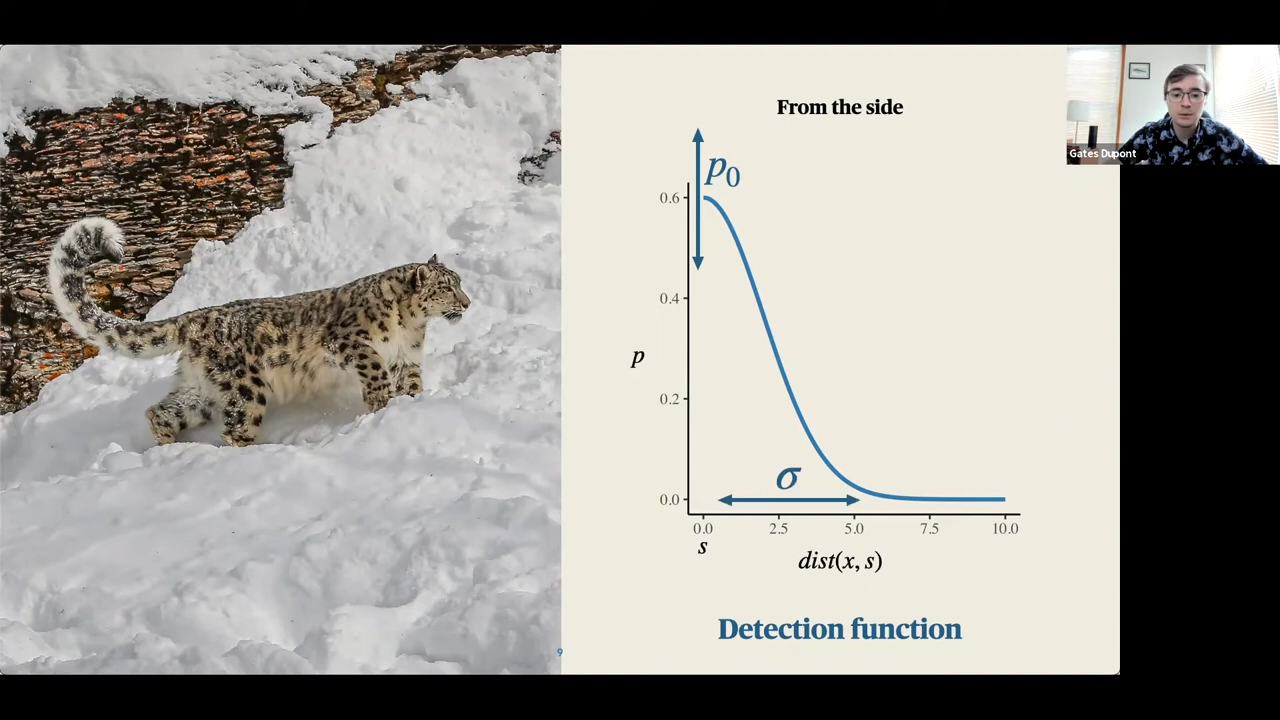 From the side
p0
0.6
0.4
p
0.2
σ
0.0
0.0 2.5 5.0 7.5 10.0
s
dist(x, s)
Detection function
9
Gates Dupont